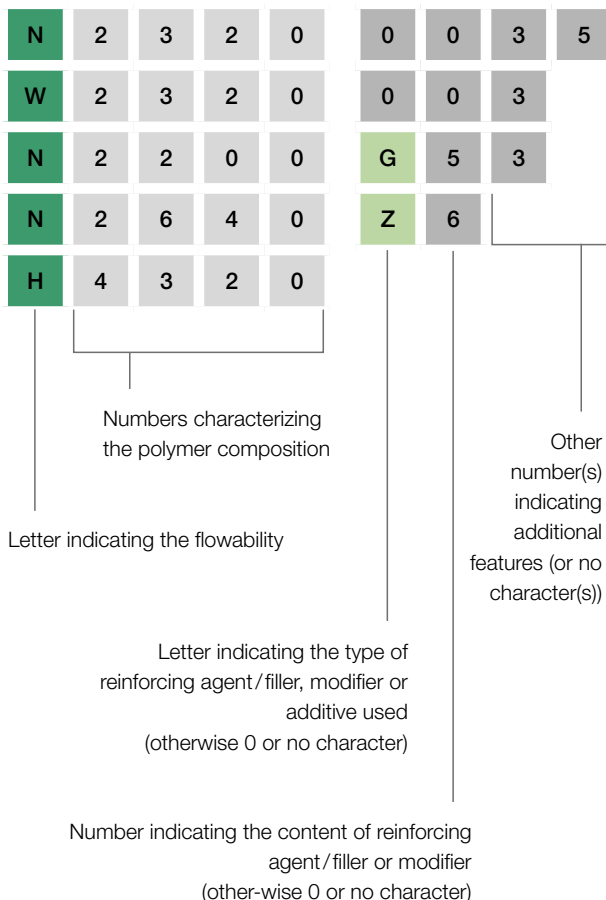 N 2 3 2 0 0 0 3 5
W 2 3 2 0 0 0 3
N 2 2 0 0 G 5 3
N 2 6 4 0 Z 6
H 4 3 2 0
Numbers characterizing
the polymer composition
Other
number(s)
indicating
additional
features (or no
character(s))
Letter indicating the flowability
Letter indicating the type of
reinforcing agent/filler, modifier or
additive used
(otherwise 0 or no character)
Number indicating the content of reinforcing
agent/filler or modifier
(other-wise 0 or no character)